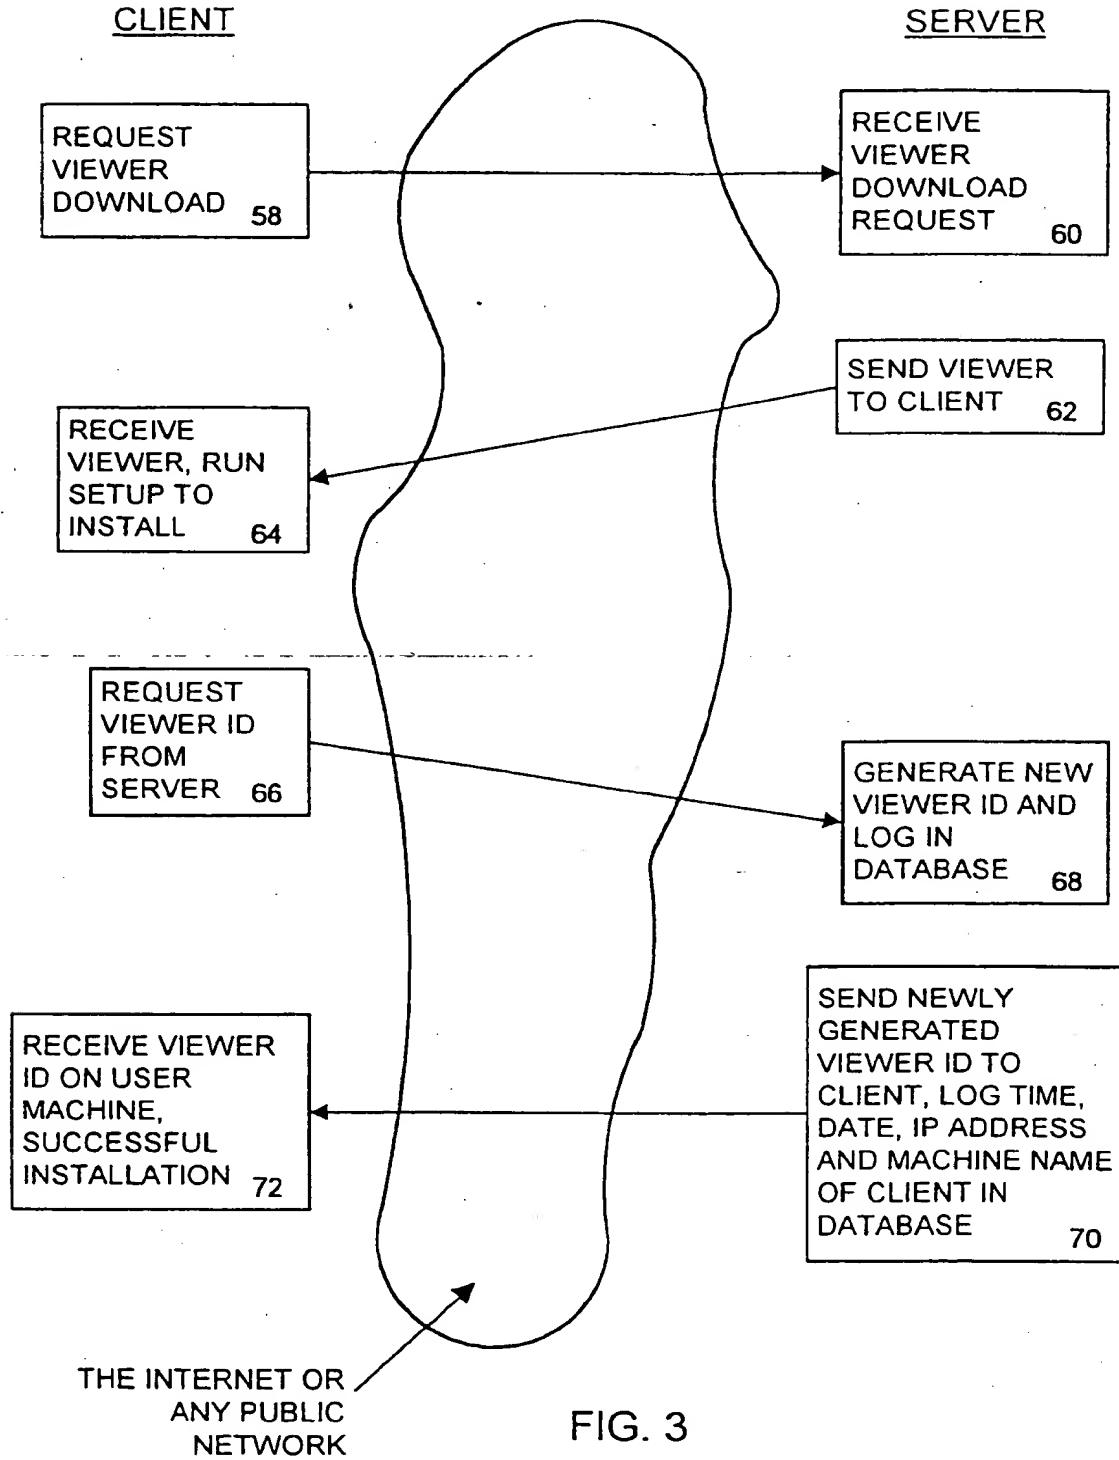 CLIENT
SERVER
REQUEST
VIEWER
DOWNLOAD
58
RECEIVE
VIEWER
DOWNLOAD
REQUEST
60
SEND VIEWER
TO CLIENT
62
RECEIVE
VIEWER, RUN
SETUP TO
INSTALL
64
REQUEST
VIEWER ID
FROM
SERVER
66
GENERATE NEW
VIEWER ID AND
LOG IN
DATABASE
68
SEND NEWLY
GENERATED
VIEWER ID TO
CLIENT, LOG TIME,
DATE, IP ADDRESS
AND MACHINE NAME
OF CLIENT IN
DATABASE
70
RECEIVE VIEWER
ID ON USER
MACHINE,
SUCCESSFUL
INSTALLATION
72
THE INTERNET OR
ANY PUBLIC
NETWORK
FIG. 3